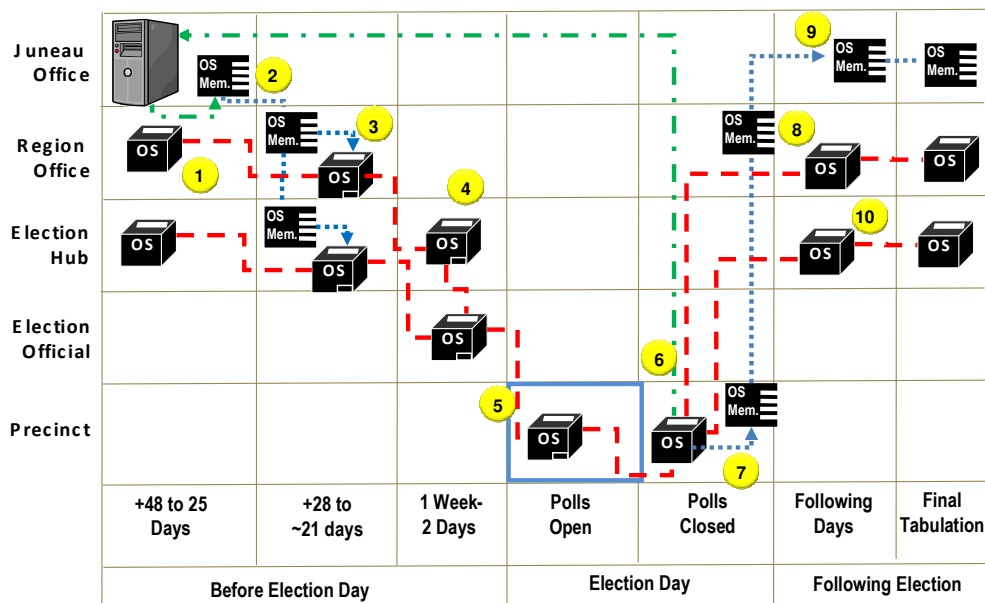 Juneau
Office
OS
Mem.
2
9
OS
Mem.
OS
Mem.
Region
Office
OS
1
OS
Mem.
3
OS
4
OS
Mem.
8
OS
OS
Election
Hub
OS
OS
Mem.
OS
OS
10
OS
OS
Election
Official
OS
6
Precinct
5
OS
OS
OS
Mem.
7
+48 to 25
Days
+28 to
~21 days
1 Week-
2 Days
Polls
Open
Polls
Closed
Following
Days
Final
Tabulation
Before Election Day
Election Day
Following Election